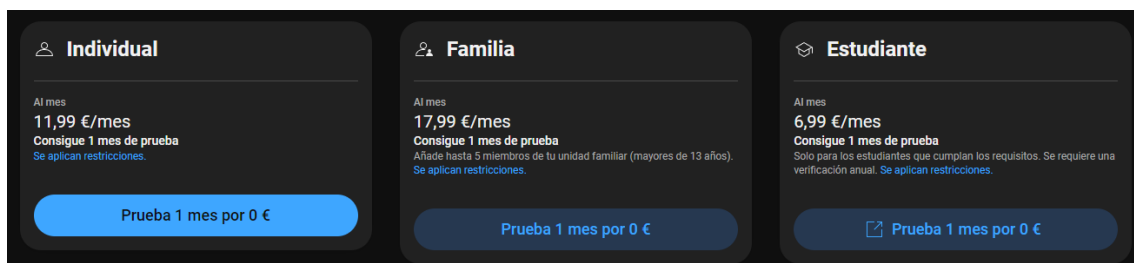 Individual
Al mes
11,99 €/mes
Consigue 1 mes de prueba
Se aplican restricciones.
Prueba 1 mes por 0 €
Familia
Al mes
17,99 €/mes
Consigue 1 mes de prueba
Añade hasta 5 miembros de tu unidad familiar (mayores de 13 años).
Se aplican restricciones.
Prueba 1 mes por 0 €
Estudiante
Al mes
6,99 €/mes
Consigue 1 mes de prueba
Solo para los estudiantes que cumplan los requisitos. Se requiere una
verificación anual. Se aplican restricciones.
Prueba 1 mes por 0 €